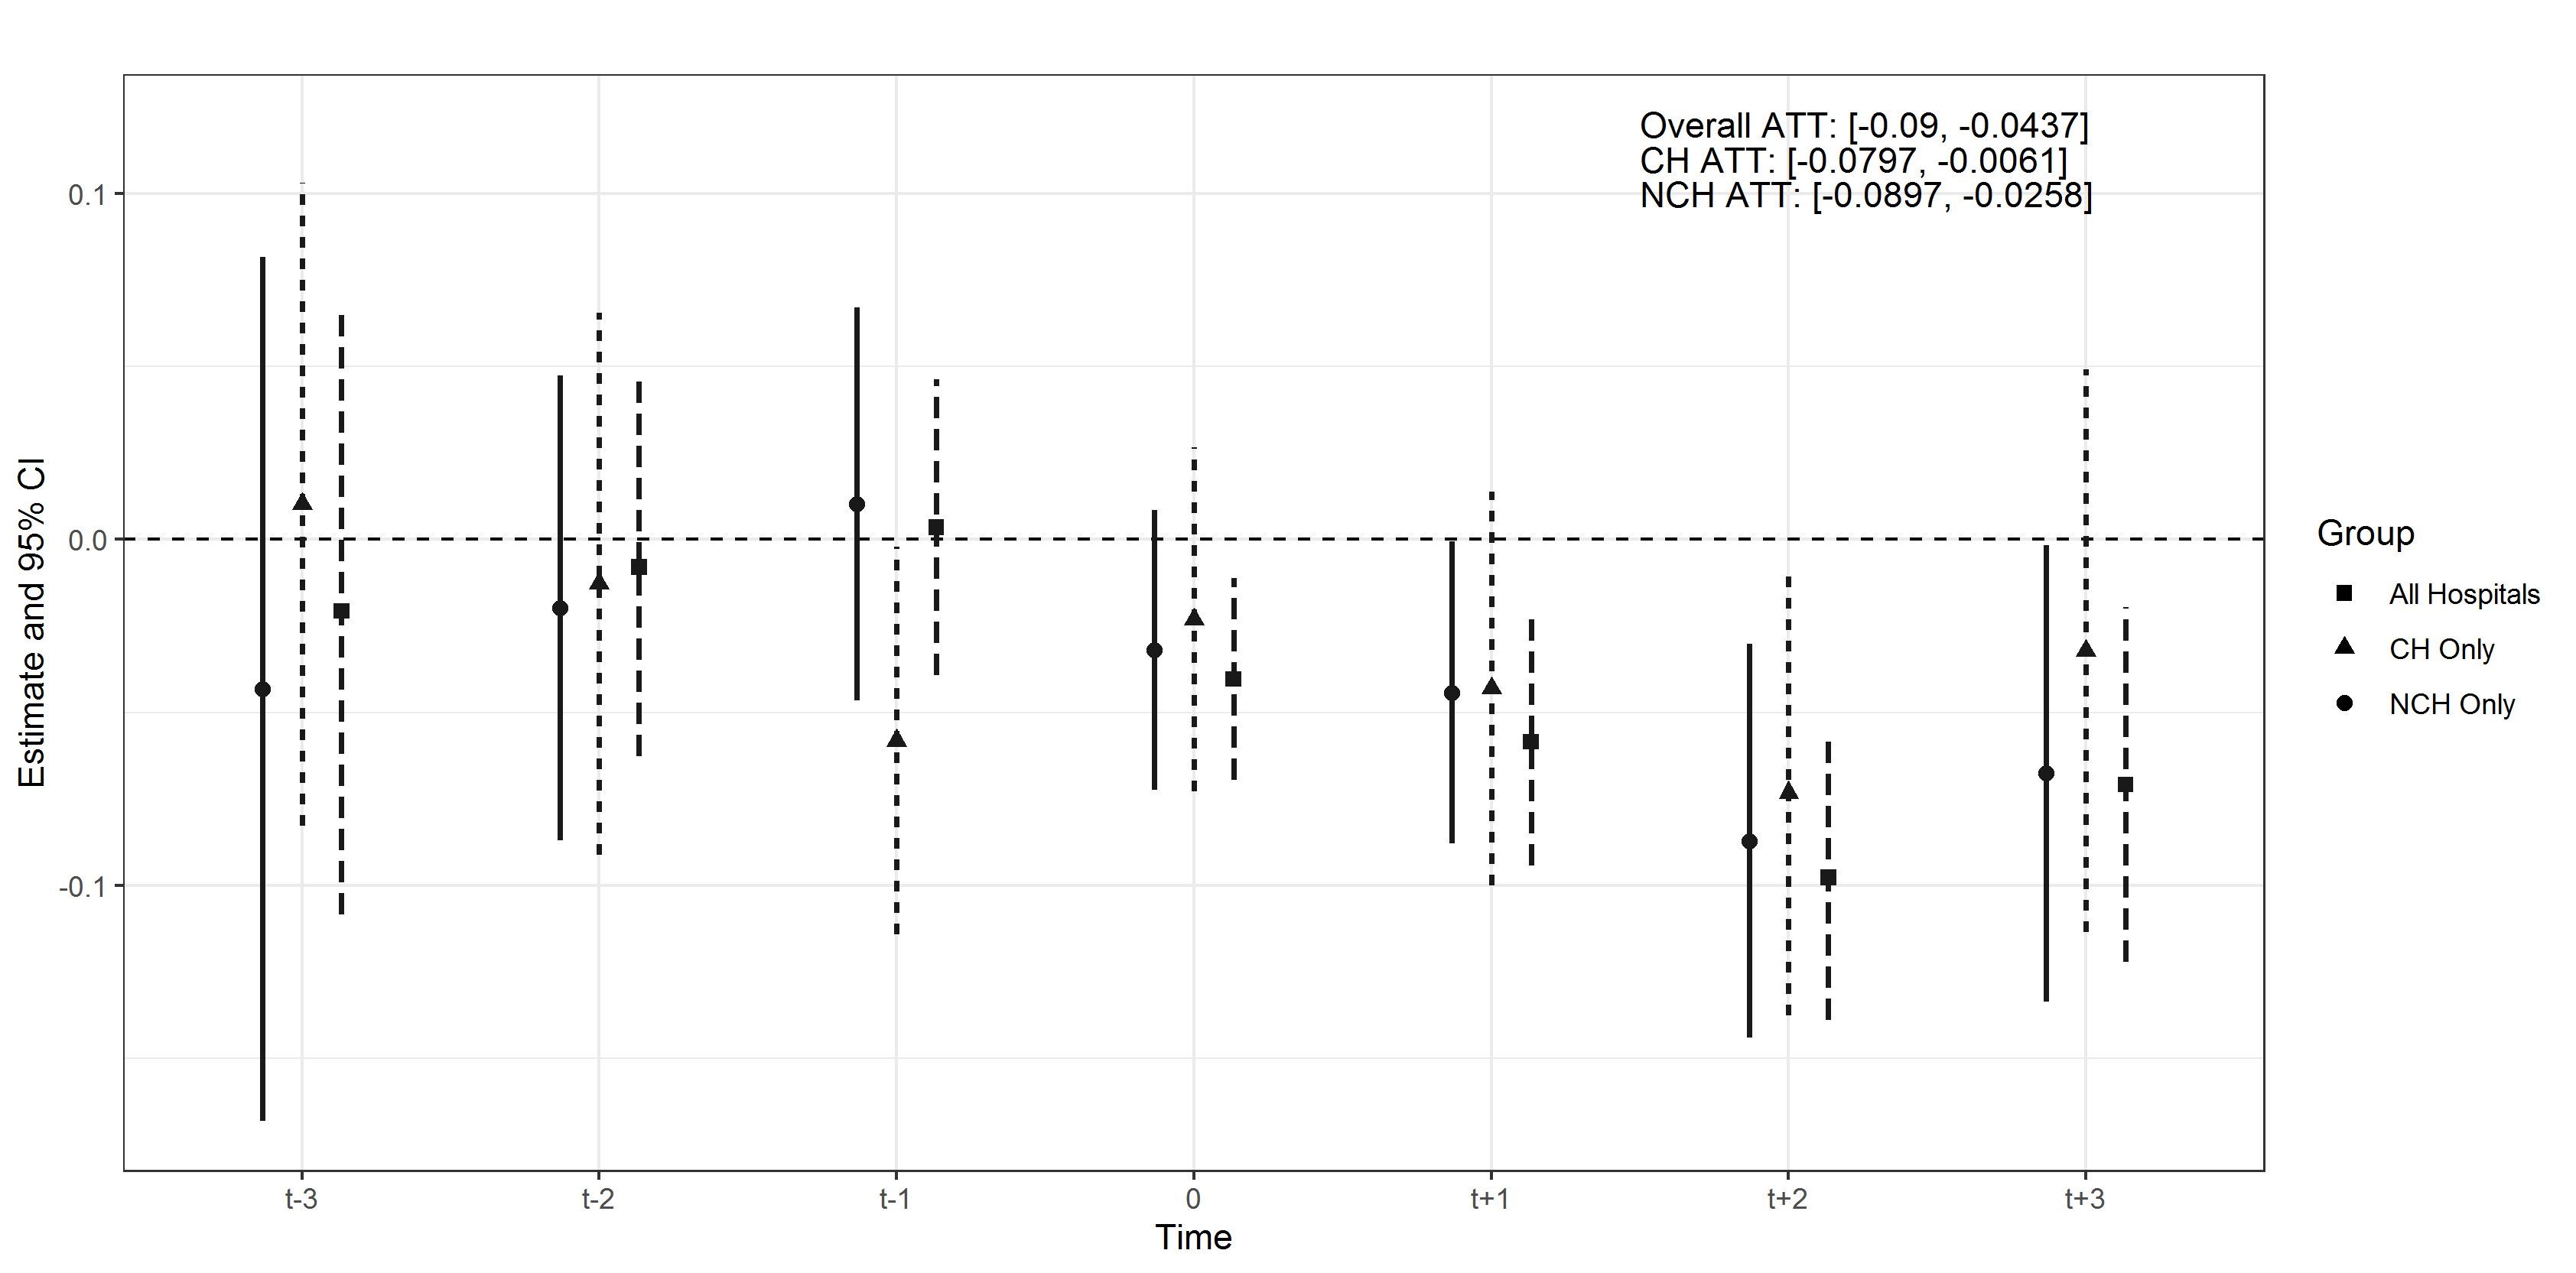 Overall ATT: [-0.09, -0.0437]
CH ATT: [-0.0797, -0.0061]
NCH ATT: [-0.0897, -0.0258]
0.1
0.0
-0.1
Estimate and 95% CI
t-3
t-2
t-1
0
t+1
t+2
t+3
Time
Group
All Hospitals
CH Only
NCH Only